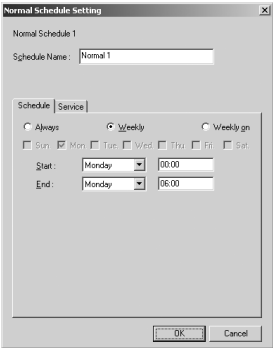 Normal Schedule Setting
Normal Schedule 1
Schedule Name : Normal 1
Schedule Service
Always Weekly Weekly on
Sun Mon Tue. Wed. Thu. Fri. Sat.
Start : Monday 00:00
End : Monday 06:00
OK Cancel